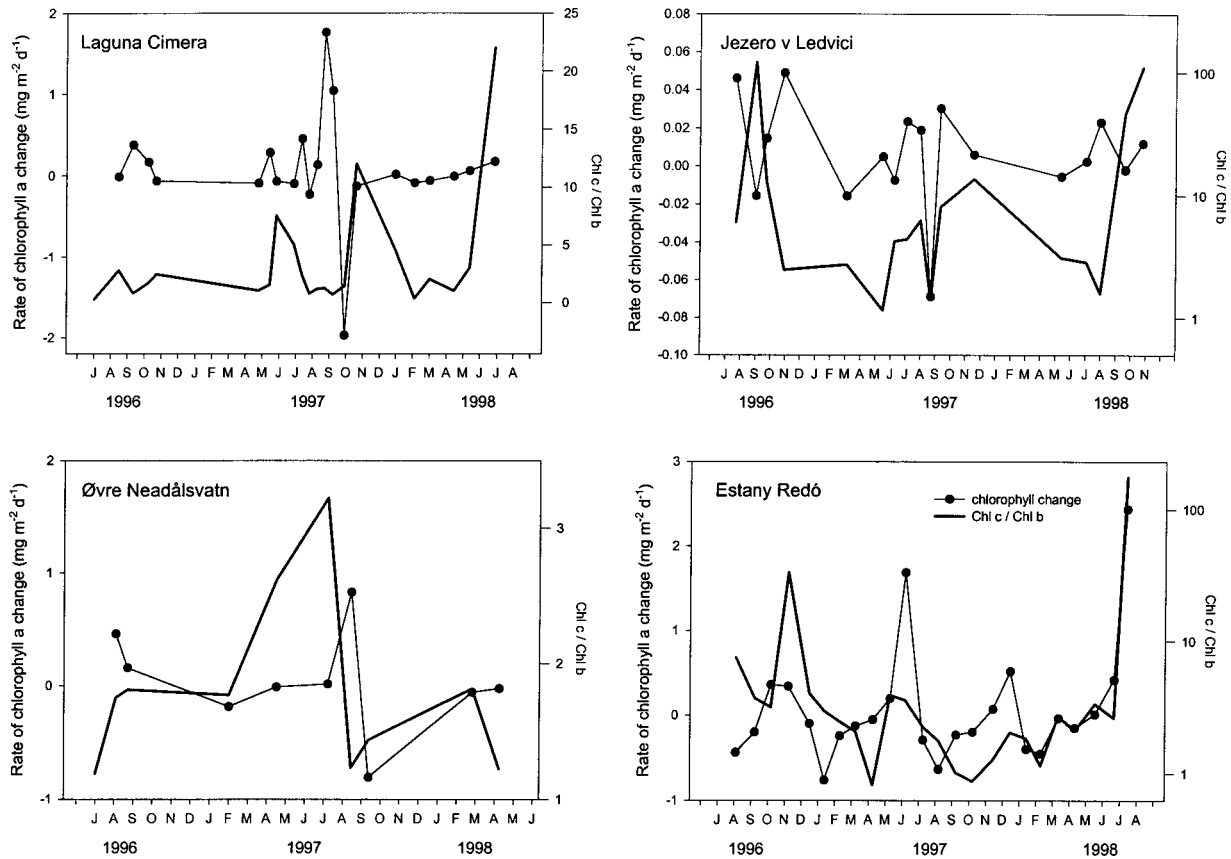 Laguna Cimera
Rate of chlorophyll a change (mg m⁻² d⁻¹)
2
1
0
-1
-2
25
20
15
10
5
0
Chl c / Chl b
J A S O N D J F M A M J J A S O N D J F M A M J J A
1996 1997 1998
Jezero v Ledvici
Rate of chlorophyll a change (mg m⁻² d⁻¹)
0.08
0.06
0.04
0.02
0.00
-0.02
-0.04
-0.06
-0.08
-0.10
100
10
1
Chl c / Chl b
J A S O N D J F M A M J J A S O N D J F M A M J J A S O N
1996 1997 1998
Øvre Neadålsvatn
Rate of chlorophyll a change (mg m⁻² d⁻¹)
2
1
0
-1
3
2
1
Chl c / Chl b
J A S O N D J F M A M J J A S O N D J F M A M J
1996 1997 1998
Estany Redó
chlorophyll change
Chl c / Chl b
Rate of chlorophyll a change (mg m⁻² d⁻¹)
3
2
1
0
-1
100
10
1
Chl c / Chl b
J A S O N D J F M A M J J A S O N D J F M A M J J A
1996 1997 1998